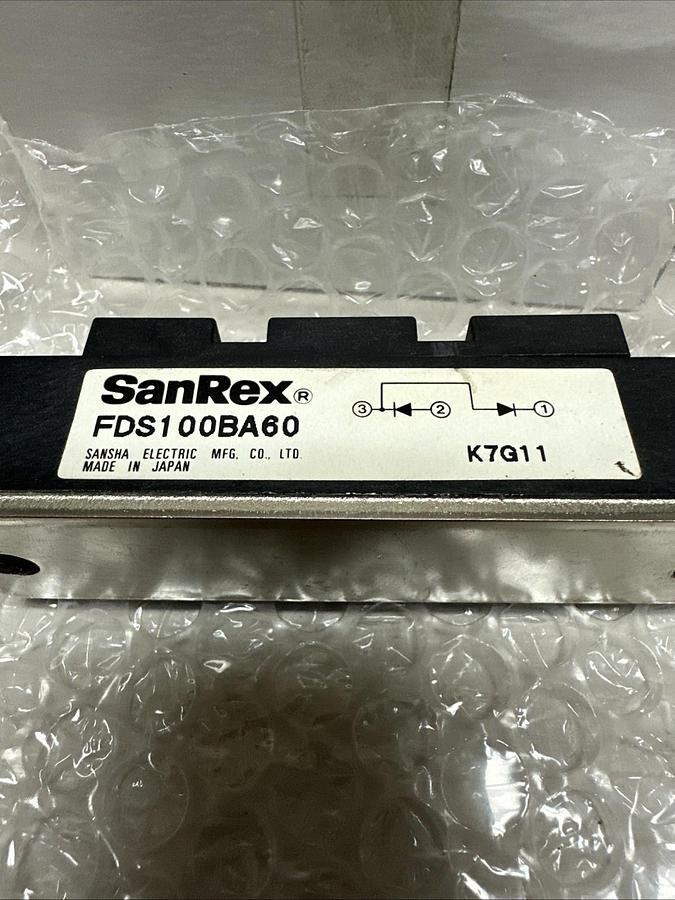 SanRex®
FDS100BA60
SANSHA ELECTRIC MFG. CO., LTD.
MADE IN JAPAN
3 2 1
K7G11